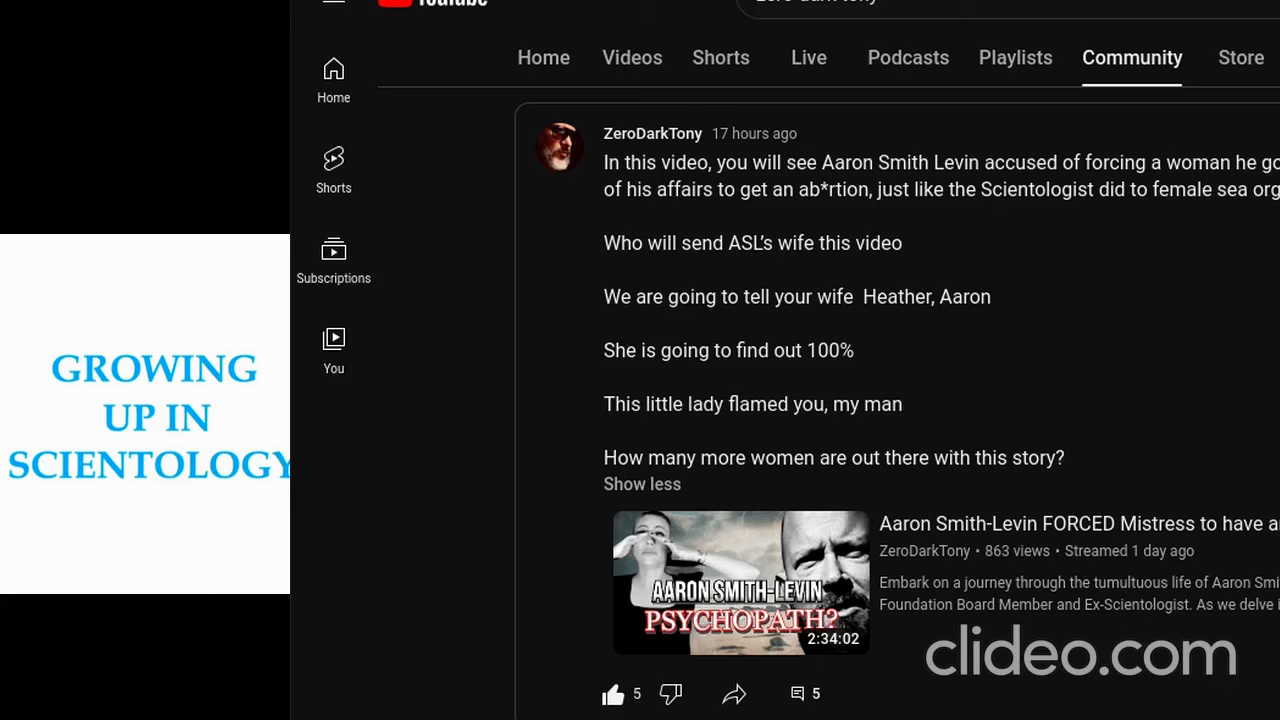 YouTube
zero dark tony
Home
Videos
Shorts
Live
Podcasts
Playlists
Community
Store
Home
Shorts
Subscriptions
You
GROWING
UP IN
SCIENTOLOGY
ZeroDarkTony 17 hours ago
In this video, you will see Aaron Smith Levin accused of forcing a woman he go
of his affairs to get an ab*rtion, just like the Scientologist did to female sea org
Who will send ASL's wife this video
We are going to tell your wife Heather, Aaron
She is going to find out 100%
This little lady flamed you, my man
How many more women are out there with this story?
Show less
AARON SMITH-LEVIN
PSYCHOPATH?
2:34:02
Aaron Smith-Levin FORCED Mistress to have a
ZeroDarkTony • 863 views • Streamed 1 day ago
Embark on a journey through the tumultuous life of Aaron Smi
Foundation Board Member and Ex-Scientologist. As we delve i
5
5
clideo.com